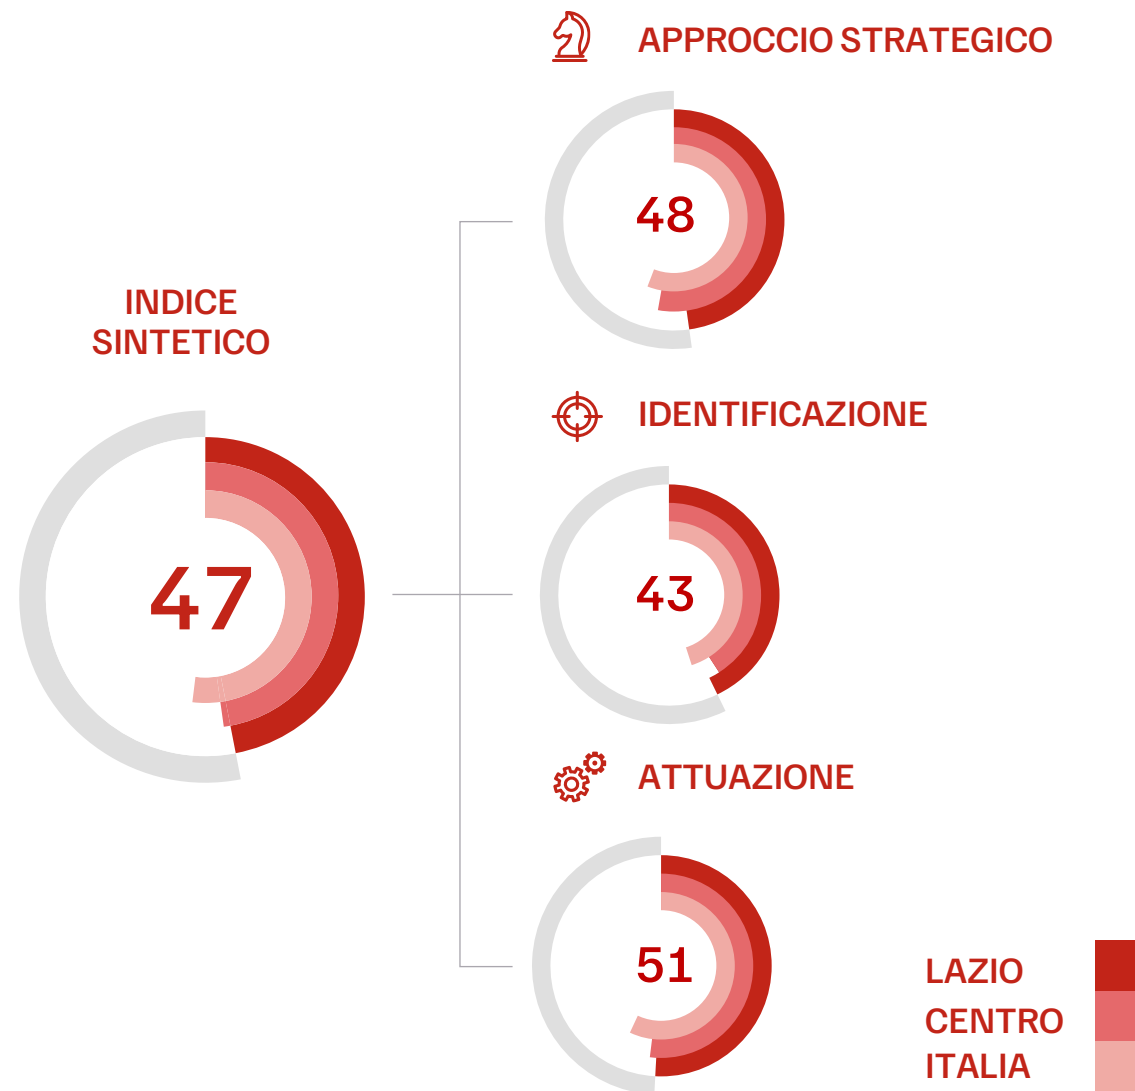 APPROCCIO STRATEGICO
48
INDICE
SINTETICO
47
IDENTIFICAZIONE
43
ATTUAZIONE
51
LAZIO
CENTRO
ITALIA